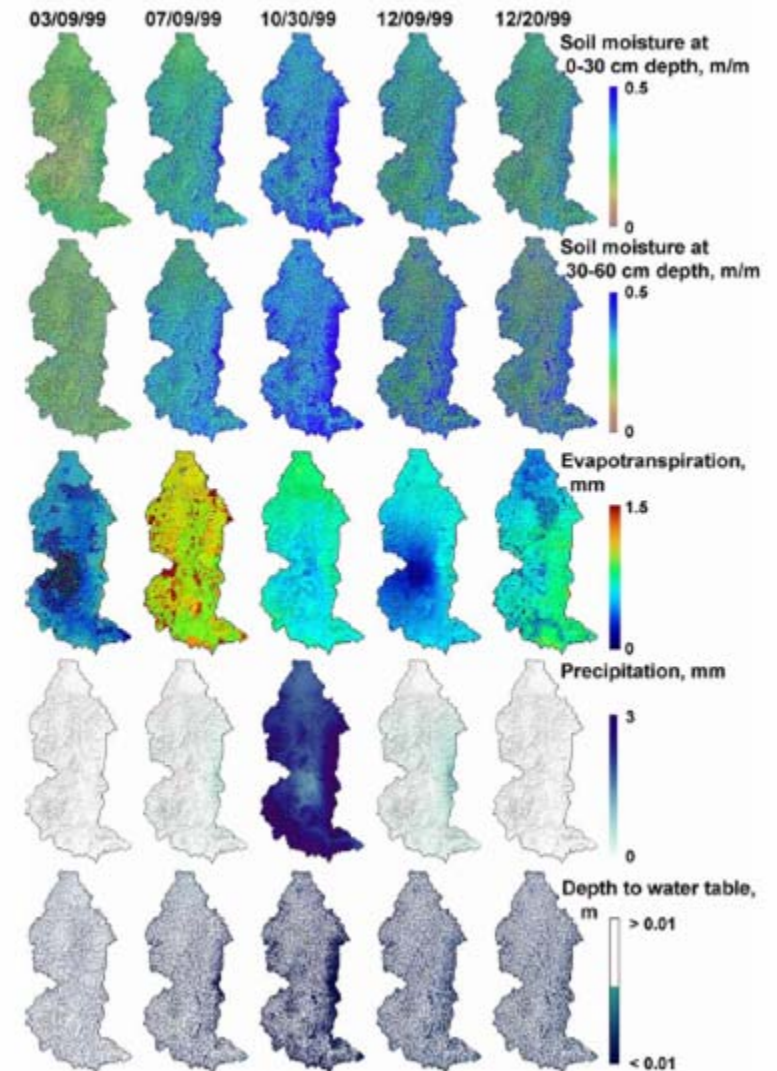 03/09/99 07/09/99 10/30/99 12/09/99 12/20/99
Soil moisture at
0-30 cm depth, m/m
0.5
0
Soil moisture at
30-60 cm depth, m/m
0.5
0
Evapotranspiration,
mm
1.5
0
Precipitation, mm
3
0
Depth to water table,
m
> 0.01
< 0.01